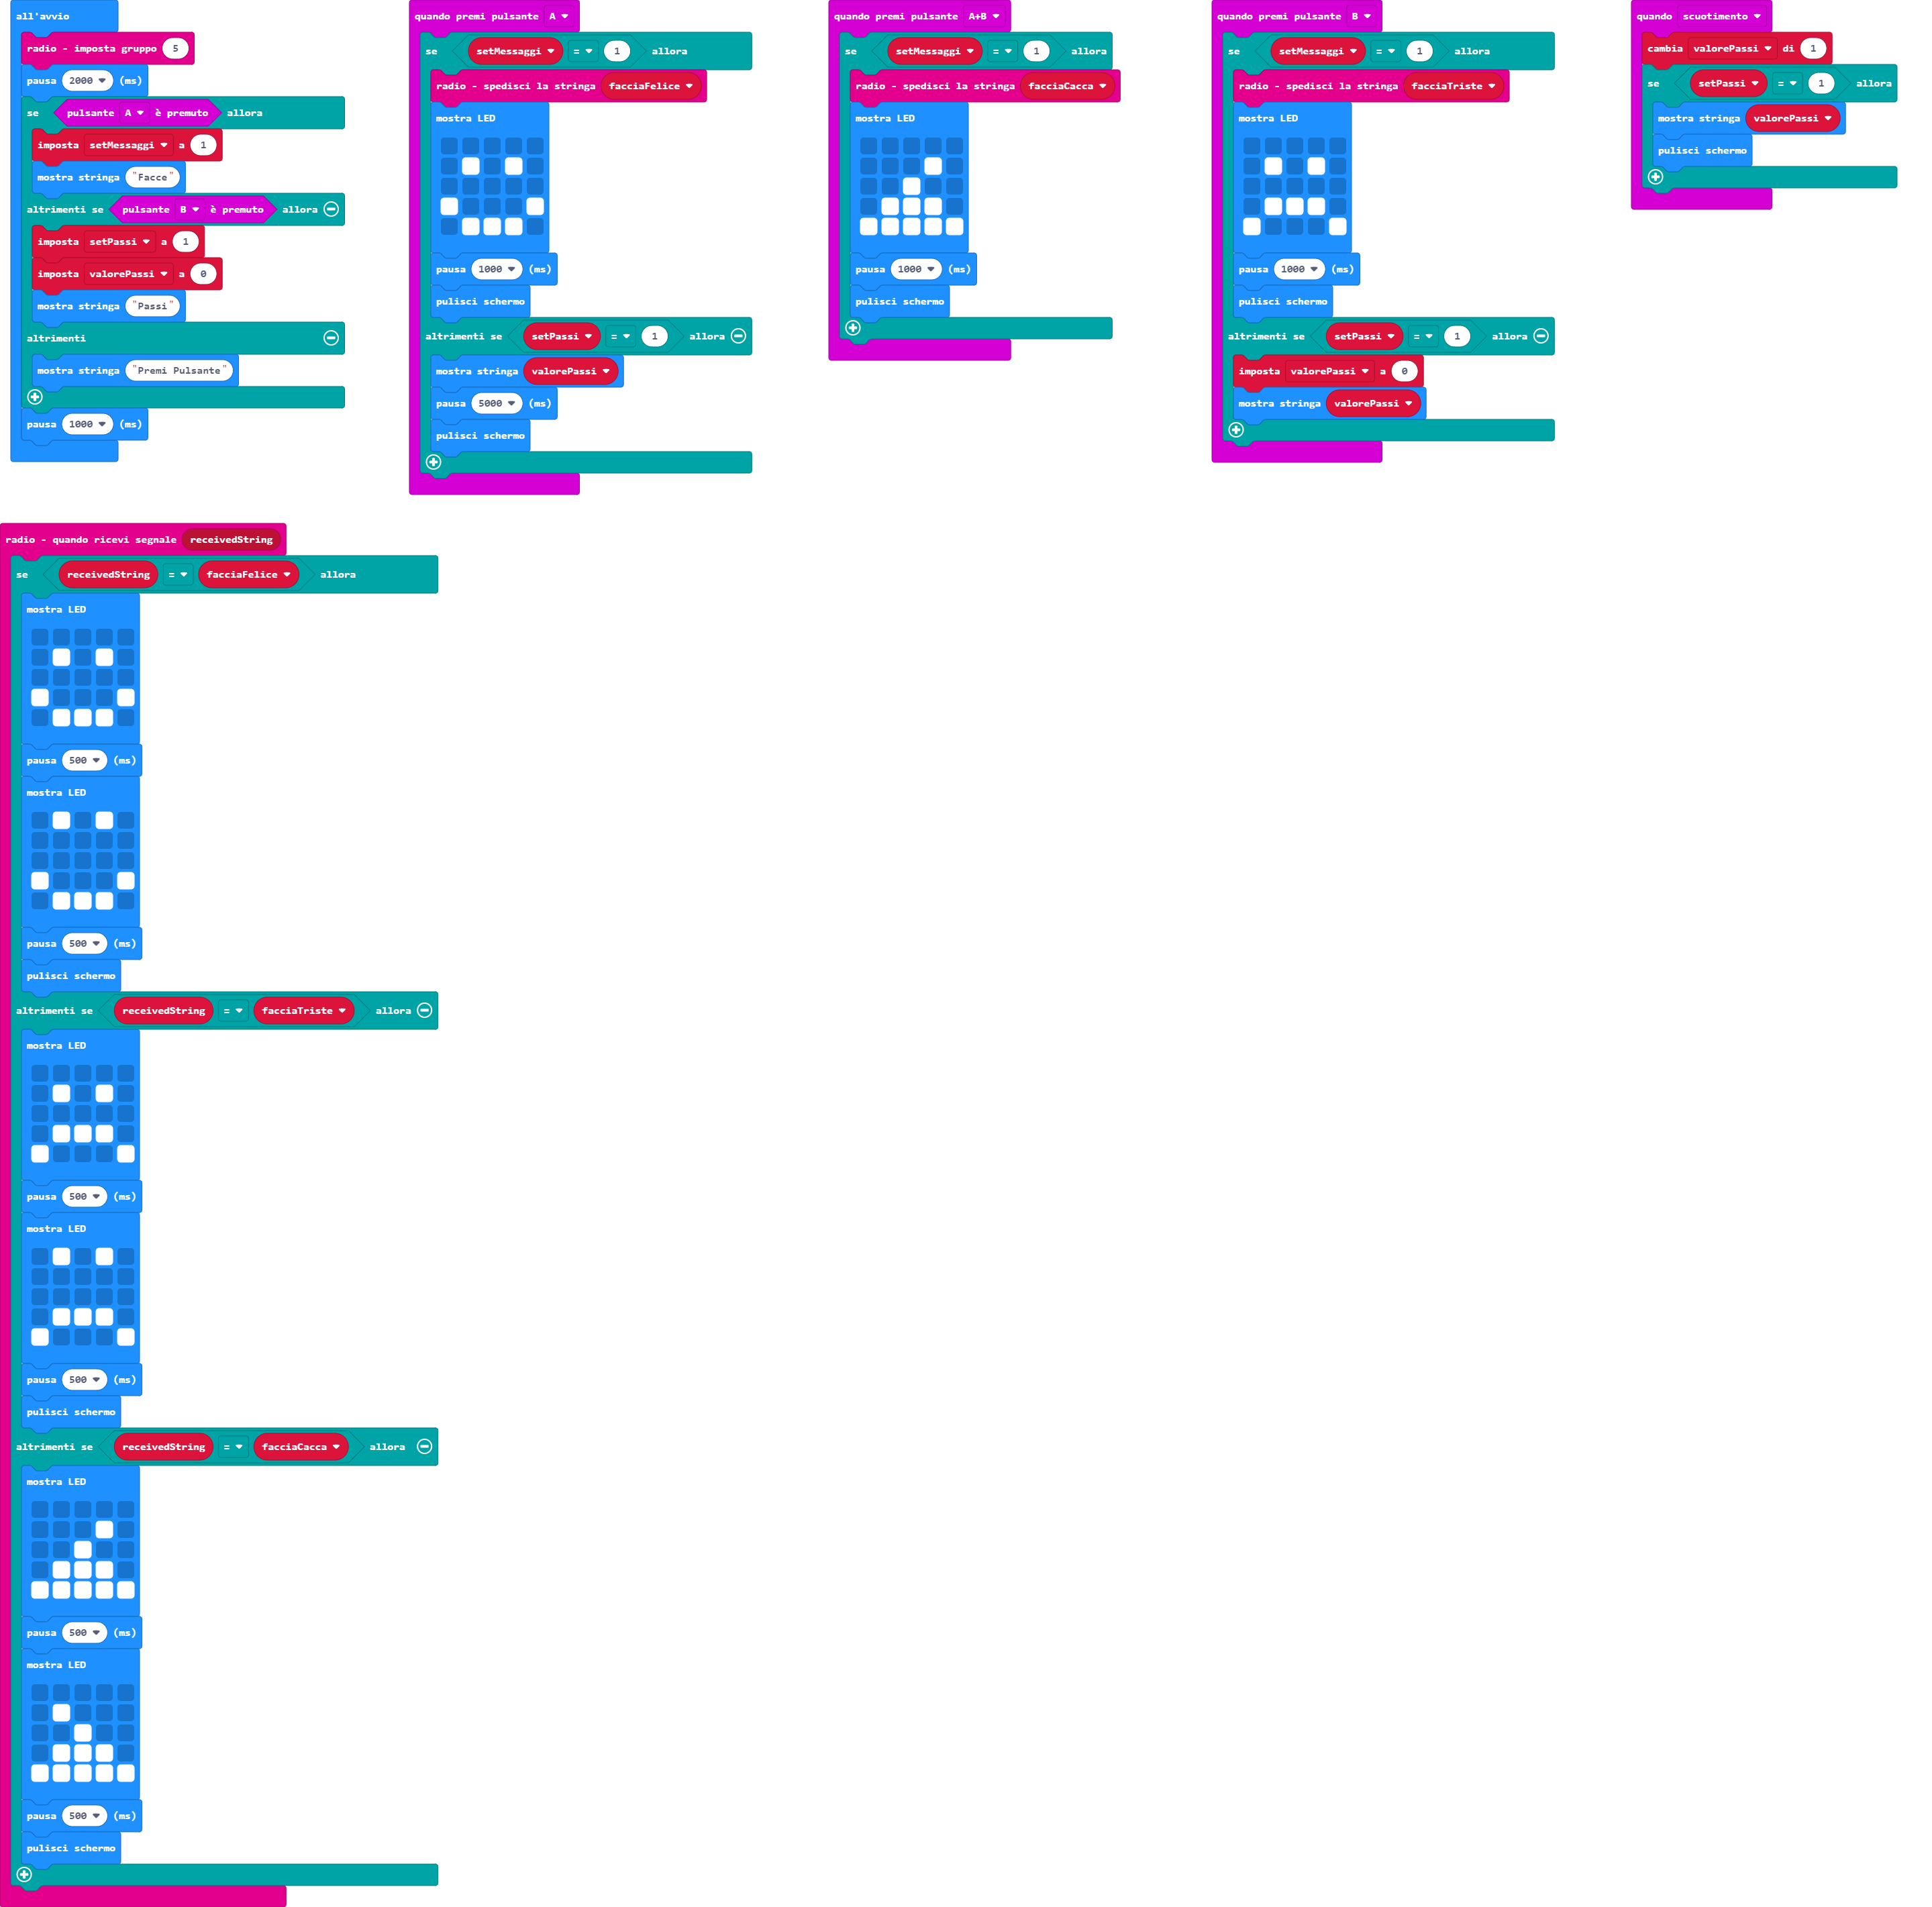 all'avvio
radio - imposta gruppo 5
pausa 2000 (ms)
se pulsante A è premuto allora
imposta setMessaggi a 1
mostra stringa "Facce"
altrimenti se pulsante B è premuto allora
imposta setPassi a 1
imposta valorePassi a 0
mostra stringa "Passi"
altrimenti
mostra stringa "Premi Pulsante"
pausa 1000 (ms)
quando premi pulsante A
se setMessaggi = 1 allora
radio - spedisci la stringa facciaFelice
mostra LED
pausa 1000 (ms)
pulisci schermo
altrimenti se setPassi = 1 allora
mostra stringa valorePassi
pausa 5000 (ms)
pulisci schermo
quando premi pulsante A+B
se setMessaggi = 1 allora
radio - spedisci la stringa facciaCacca
mostra LED
pausa 1000 (ms)
pulisci schermo
quando premi pulsante B
se setMessaggi = 1 allora
radio - spedisci la stringa facciaTriste
mostra LED
pausa 1000 (ms)
pulisci schermo
altrimenti se setPassi = 1 allora
imposta valorePassi a 0
mostra stringa valorePassi
quando scuotimento
cambia valorePassi di 1
se setPassi = 1 allora
mostra stringa valorePassi
pulisci schermo
radio - quando ricevi segnale receivedString
se receivedString = facciaFelice allora
mostra LED
pausa 500 (ms)
mostra LED
pausa 500 (ms)
pulisci schermo
altrimenti se receivedString = facciaTriste allora
mostra LED
pausa 500 (ms)
mostra LED
pausa 500 (ms)
pulisci schermo
altrimenti se receivedString = facciaCacca allora
mostra LED
pausa 500 (ms)
mostra LED
pausa 500 (ms)
pulisci schermo